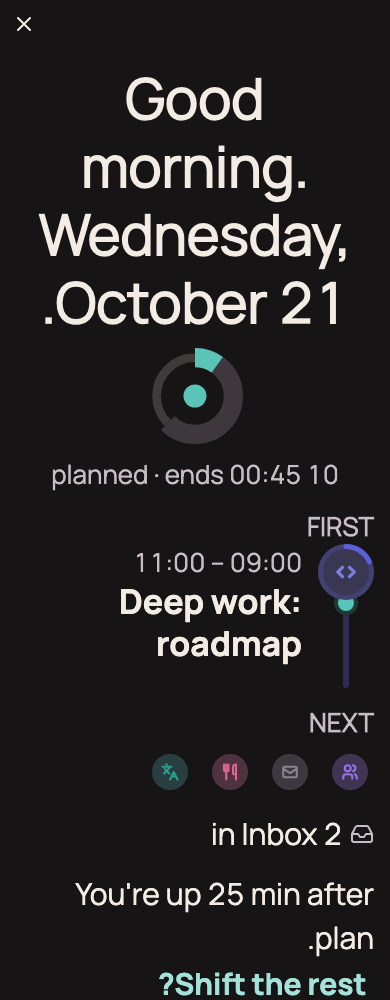 Good
morning.
Wednesday,
.October 21
planned · ends 00:45 10
FIRST
11:00 – 09:00
Deep work:
roadmap
NEXT
in Inbox 2
You're up 25 min after
.plan
?Shift the rest